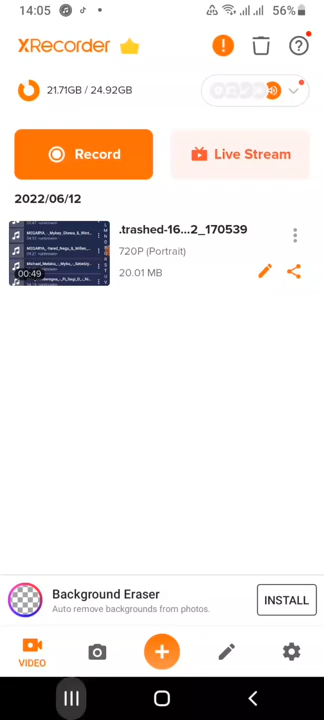 14:05
56%
XRecorder
21.71GB / 24.92GB
Record
Live Stream
2022/06/12
.trashed-16...2_170539
720P (Portrait)
20.01 MB
00:49
Background Eraser
Auto remove backgrounds from photos.
INSTALL
VIDEO